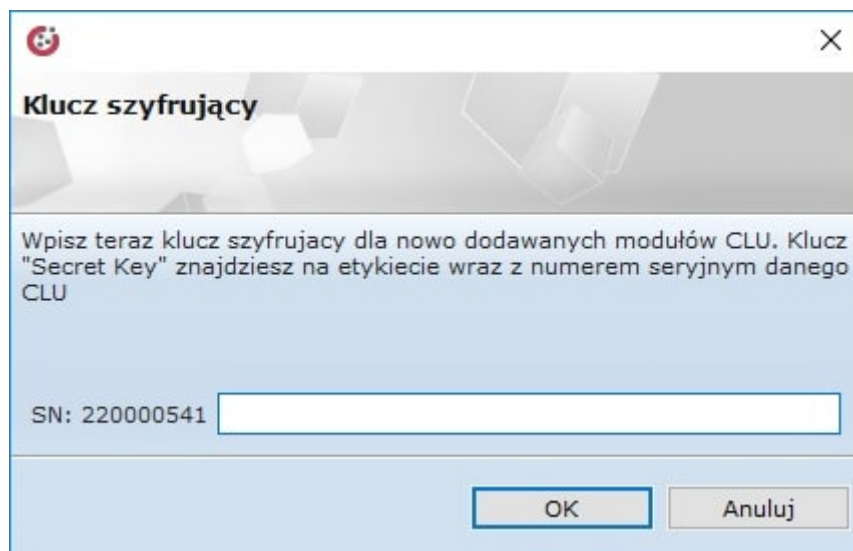 Klucz szyfrujący
Wpisz teraz klucz szyfrujacy dla nowo dodawanych modułów CLU. Klucz
"Secret Key" znajdziesz na etykiecie wraz z numerem seryjnym danego
CLU
SN: 220000541
OK Anuluj